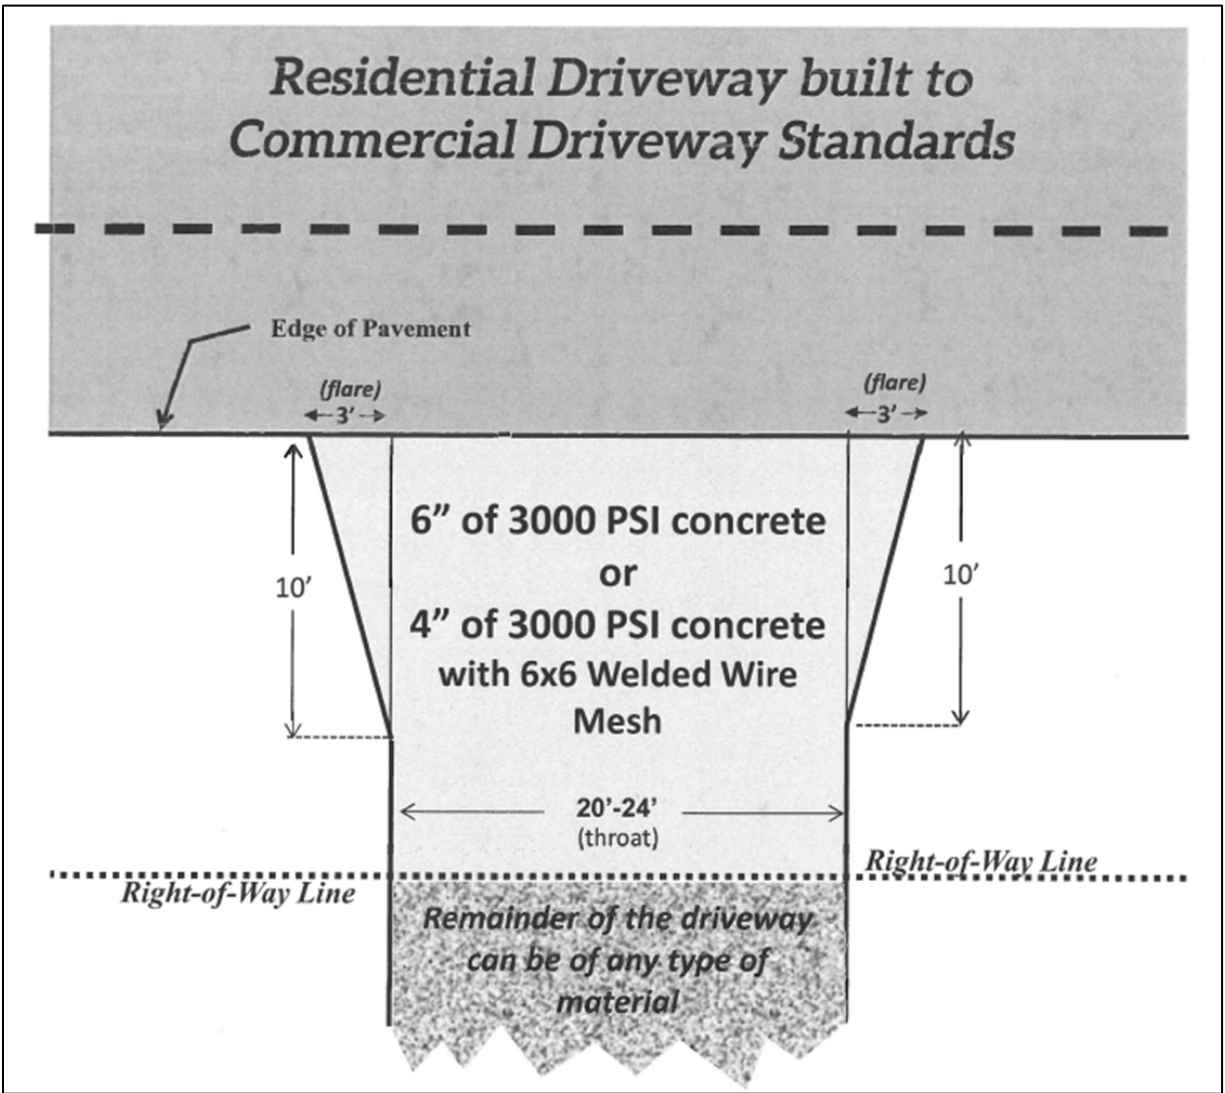 Residential Driveway built to
Commercial Driveway Standards
Edge of Pavement
(flare)
3’
(flare)
3’
6” of 3000 PSI concrete
or
4” of 3000 PSI concrete
with 6x6 Welded Wire
Mesh
10’
10’
20’-24’
(throat)
Right-of-Way Line
Right-of-Way Line
Remainder of the driveway
can be of any type of
material